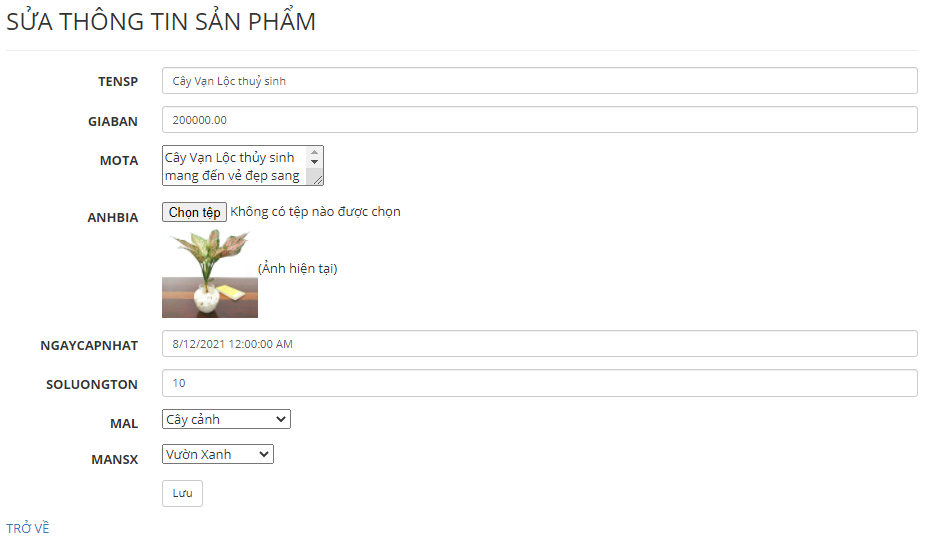 SỬA THÔNG TIN SẢN PHẨM
TENSP
Cây Vạn Lộc thuỷ sinh
GIABAN
200000.00
MOTA
Cây Vạn Lộc thủy sinh
mang đến vẻ đẹp sang
ANHBIA
Chọn tệp Không có tệp nào được chọn
(Ảnh hiện tại)
NGAYCAPNHAT
8/12/2021 12:00:00 AM
SOLUONGTON
10
MAL
Cây cảnh
MANSX
Vườn Xanh
Lưu
TRỞ VỀ